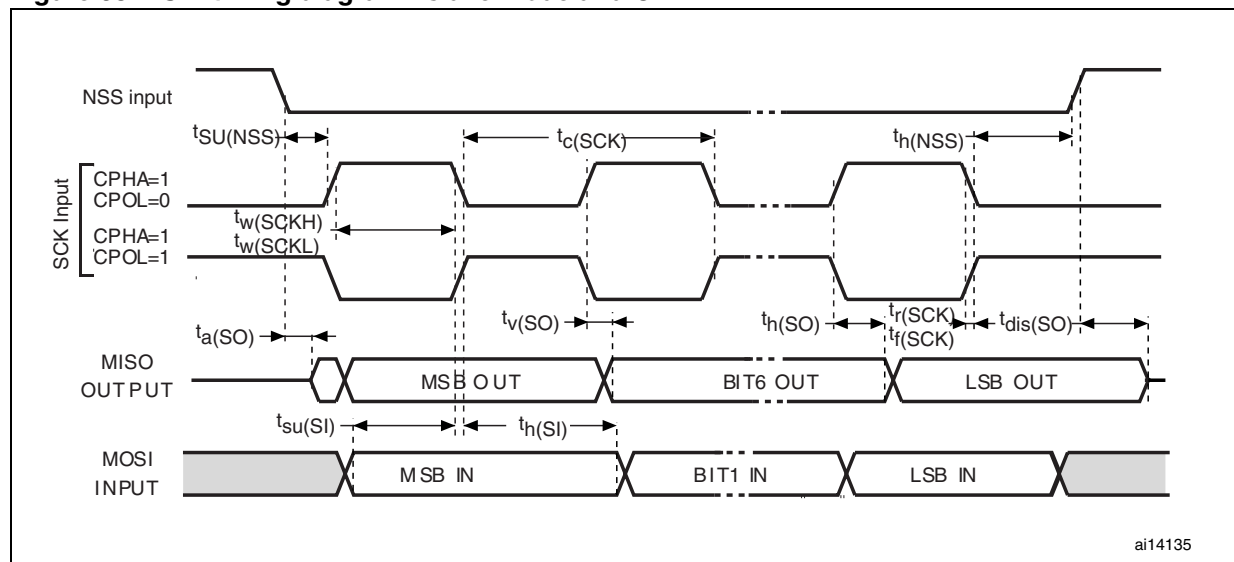 NSS input
tSU(NSS)
tc(SCK)
th(NSS)
SCK Input
CPHA=1
CPOL=0
tw(SCKH)
tw(SCKL)
CPHA=1
CPOL=1
ta(SO)
tv(SO)
th(SO)
tr(SCK)
tf(SCK)
tdis(SO)
MISO
OUTPUT
MSB OUT
BIT6 OUT
LSB OUT
tsu(SI)
th(SI)
MOSI
INPUT
MSB IN
BIT1 IN
LSB IN
ai14135